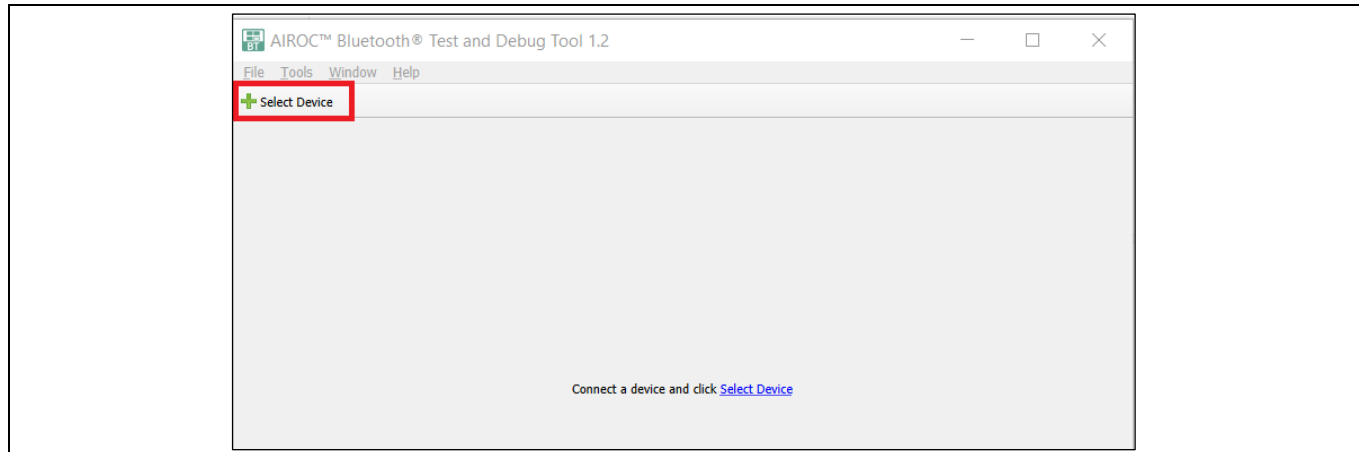 AIROC™ Bluetooth® Test and Debug Tool 1.2
File Tools Window Help
Select Device
Connect a device and click Select Device